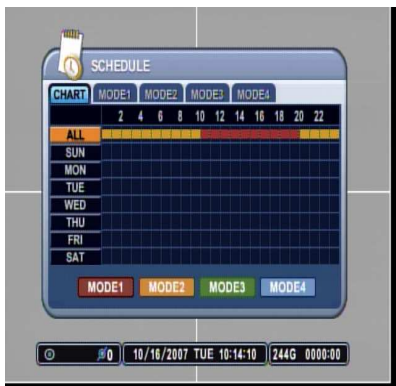 SCHEDULE
CHART MODE1 MODE2 MODE3 MODE4
2 4 6 8 10 12 14 16 18 20 22
ALL
SUN
MON
TUE
WED
THU
FRI
SAT
MODE1 MODE2 MODE3 MODE4
0 10/16/2007 TUE 10:14:10 244G 0000:00